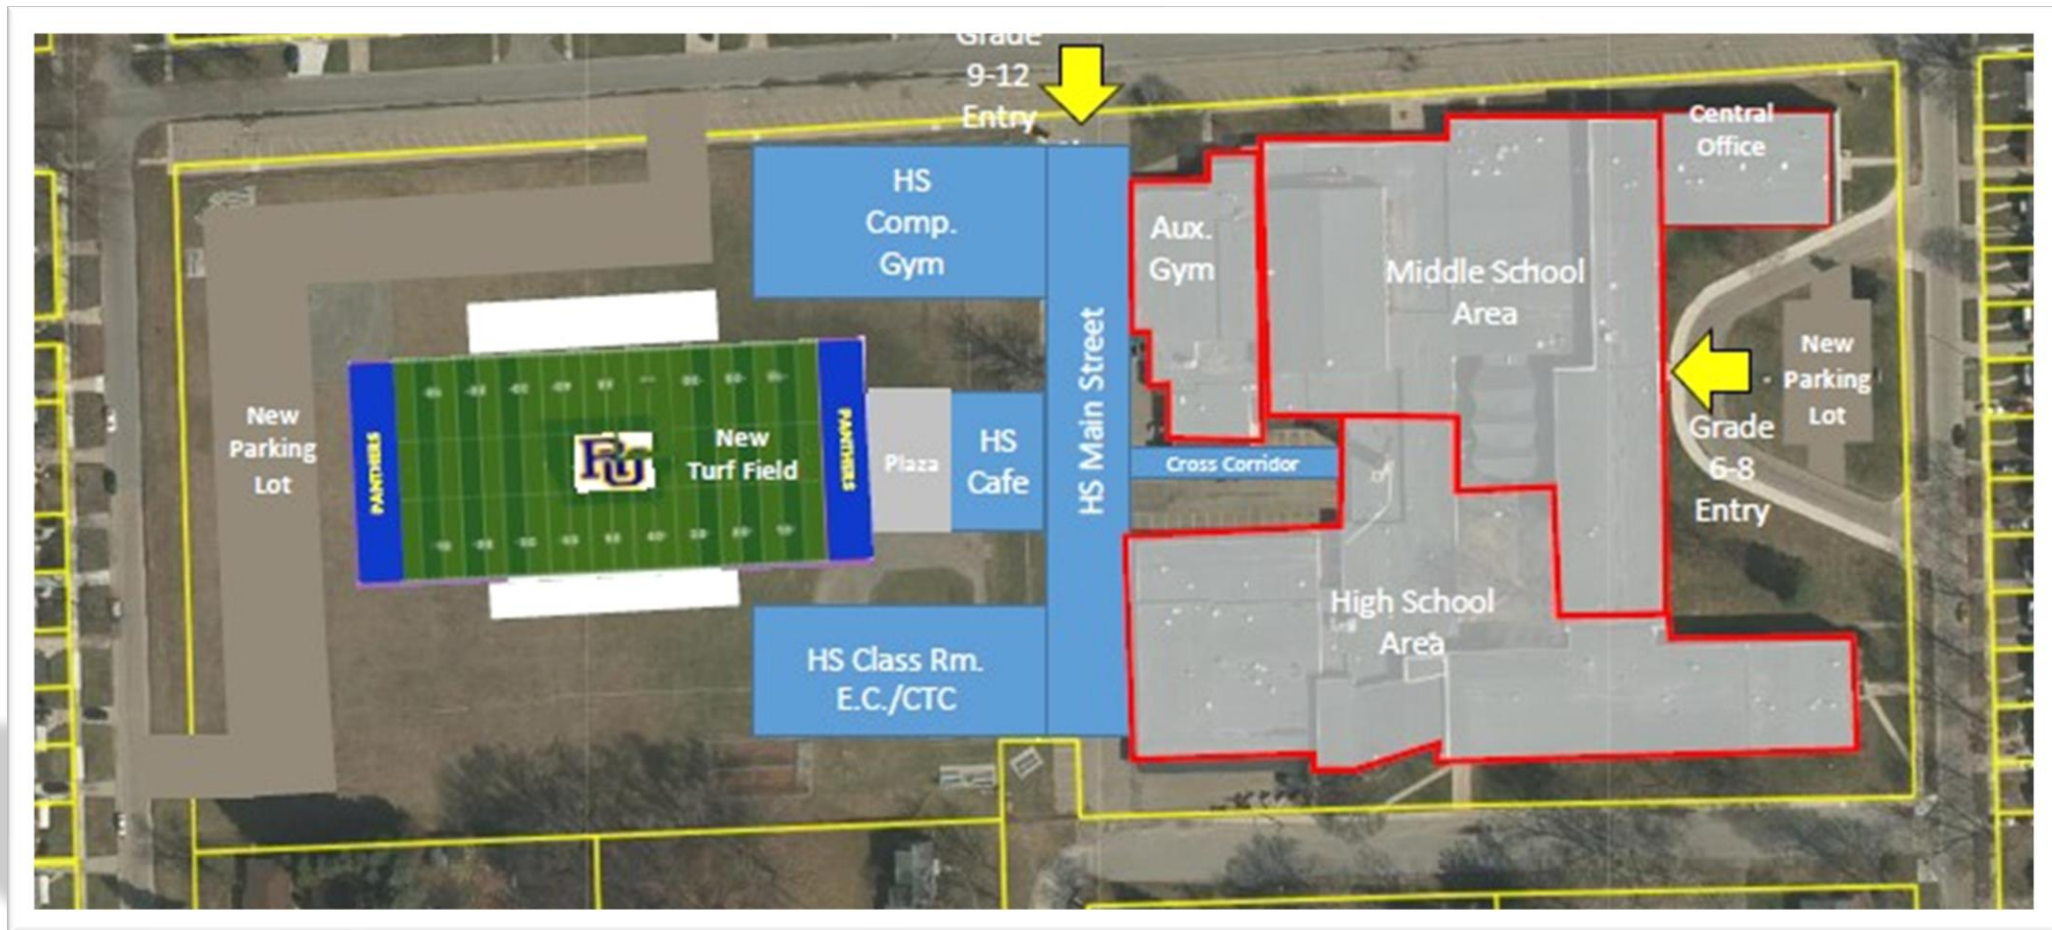 Grade
9-12
Entry
Central
Office
HS
Comp.
Gym
Aux.
Gym
Middle School
Area
HS Main Street
New
Parking
Lot
PANTHERS
RU
New
Turf Field
PANTHERS
Plaza
HS
Cafe
Cross Corridor
New
Parking
Lot
Grade
6-8
Entry
High School
Area
HS Class Rm.
E.C./CTC